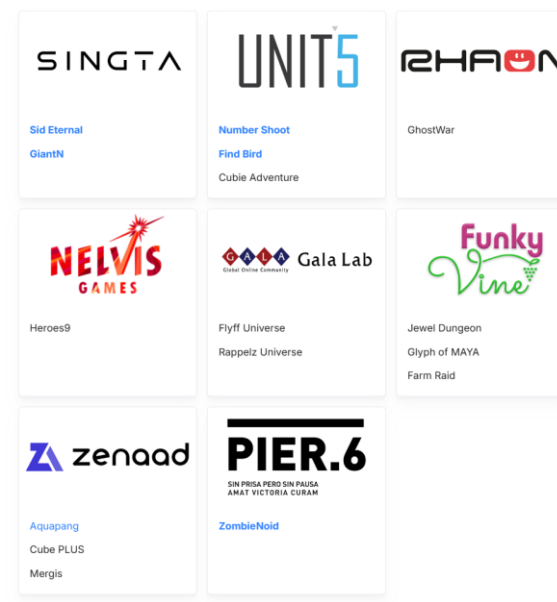 SINGTA
Sid Eternal
GiantN
UNIT5
Number Shoot
Find Bird
Cubie Adventure
RHAON
GhostWar
NELVIS
GAMES
Heroes9
GALA
Global Online Community
Gala Lab
Flyff Universe
Rappelz Universe
Funky
Vine
Jewel Dungeon
Glyph of MAYA
Farm Raid
zenaad
Aquapang
Cube PLUS
Mergis
PIER.6
SIN PRISA PERO SIN PAUSA
AMAT VICTORIA CURAM
ZombieNoid